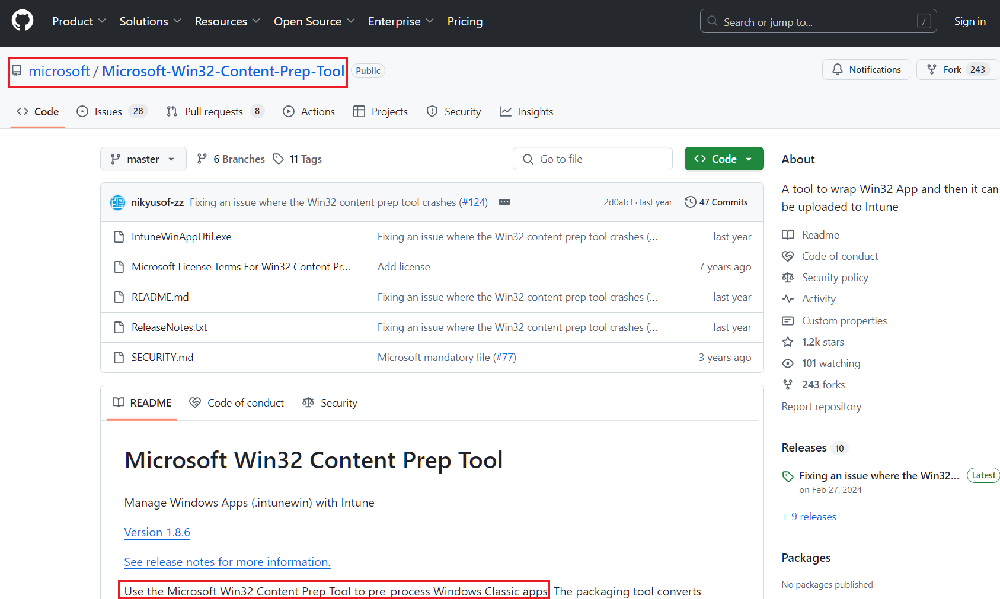 Product Solutions Resources Open Source Enterprise Pricing Search or jump to... / Sign in
microsoft / Microsoft-Win32-Content-Prep-Tool Public Notifications Fork 243
Code Issues 28 Pull requests 8 Actions Projects Security Insights
master 6 Branches 11 Tags Go to file Code
nikyusof-zz Fixing an issue where the Win32 content prep tool crashes (#124) 2d0afcf · last year 47 Commits
IntuneWinAppUtil.exe Fixing an issue where the Win32 content prep tool crashes (... last year
Microsoft License Terms For Win32 Content Pr... Add license 7 years ago
README.md Fixing an issue where the Win32 content prep tool crashes (... last year
ReleaseNotes.txt Fixing an issue where the Win32 content prep tool crashes (... last year
SECURITY.md Microsoft mandatory file (#77) 3 years ago
README Code of conduct Security
Microsoft Win32 Content Prep Tool
Manage Windows Apps (.intunewin) with Intune
Version 1.8.6
See release notes for more information.
Use the Microsoft Win32 Content Prep Tool to pre-process Windows Classic apps. The packaging tool converts
About
A tool to wrap Win32 App and then it can
be uploaded to Intune
Readme
Code of conduct
Security policy
Activity
Custom properties
1.2k stars
101 watching
243 forks
Report repository
Releases 10
Fixing an issue where the Win32... Latest
on Feb 27, 2024
+ 9 releases
Packages
No packages published